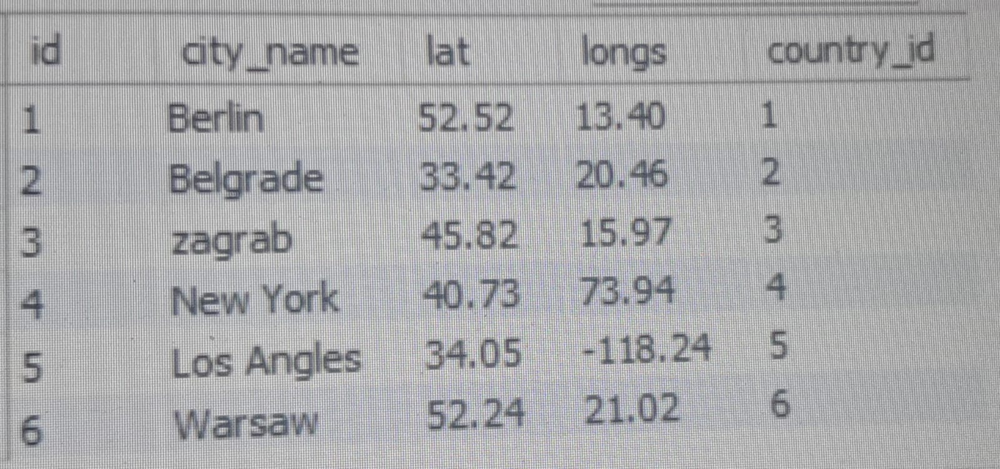 id city_name lat longs country_id
1 Berlin 52.52 13.40 1
2 Belgrade 33.42 20.46 2
3 zagrab 45.82 15.97 3
4 New York 40.73 73.94 4
5 Los Angles 34.05 -118.24 5
6 Warsaw 52.24 21.02 6